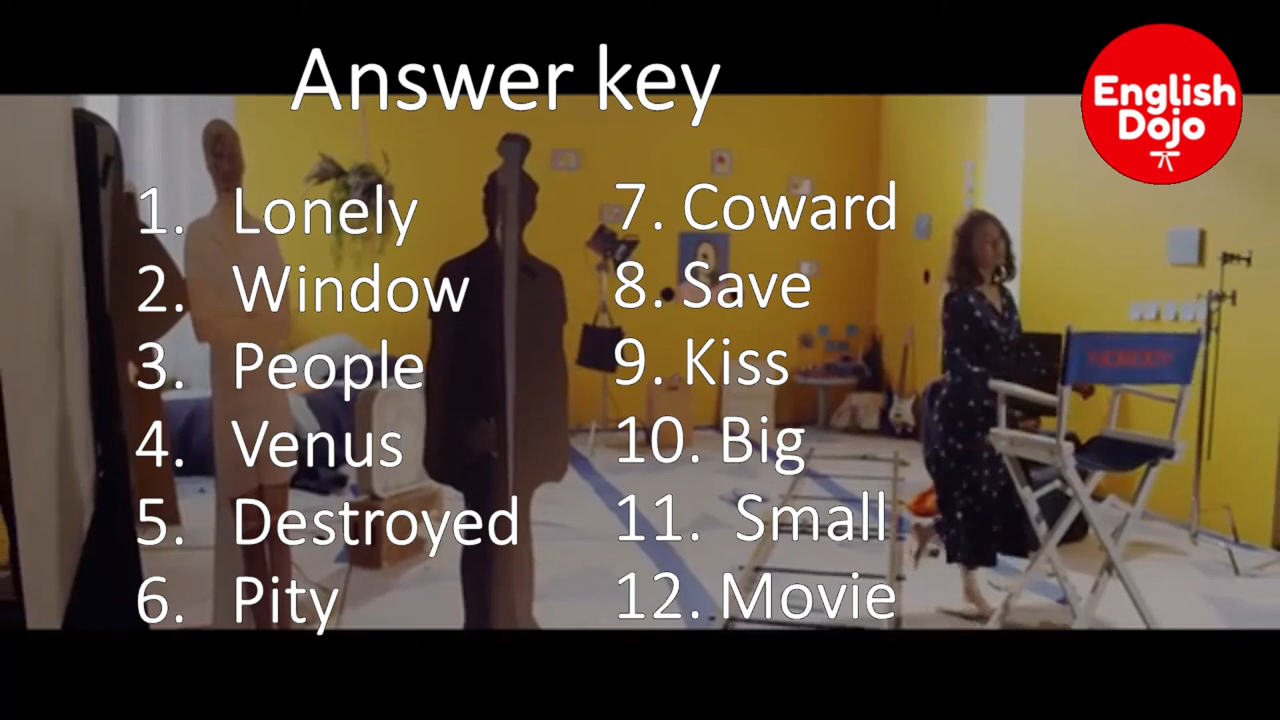 Answer key
English
Dojo
1. Lonely
2. Window
3. People
4. Venus
5. Destroyed
6. Pity
7. Coward
8. Save
9. Kiss
10. Big
11. Small
12. Movie
NOBODY